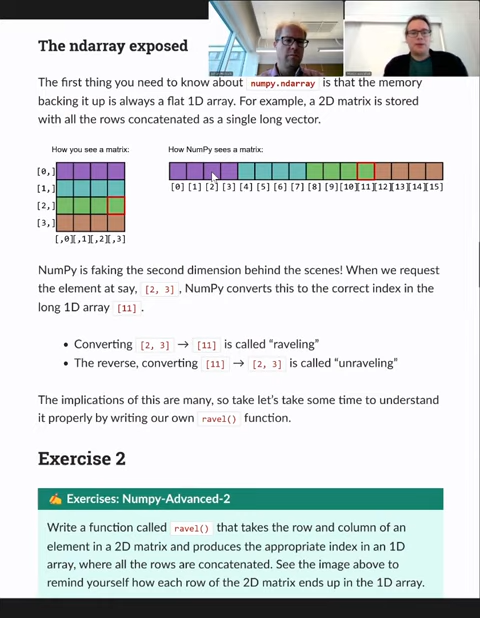 The ndarray exposed
The first thing you need to know about numpy.ndarray is that the memory
backing it up is always a flat 1D array. For example, a 2D matrix is stored
with all the rows concatenated as a single long vector.
How you see a matrix:
How NumPy sees a matrix:
[0,]
[1,]
[2,]
[3,]
[,0][,1][,2][,3]
[0] [1] [2] [3] [4] [5] [6] [7] [8] [9] [10] [11] [12] [13] [14] [15]
NumPy is faking the second dimension behind the scenes! When we request
the element at say, [2, 3] , NumPy converts this to the correct index in the
long 1D array [11] .
• Converting [2, 3] → [11] is called “raveling”
• The reverse, converting [11] → [2, 3] is called “unraveling”
The implications of this are many, so take let’s take some time to understand
it properly by writing our own ravel() function.
Exercise 2
✍ Exercises: Numpy-Advanced-2
Write a function called ravel() that takes the row and column of an
element in a 2D matrix and produces the appropriate index in an 1D
array, where all the rows are concatenated. See the image above to
remind yourself how each row of the 2D matrix ends up in the 1D array.